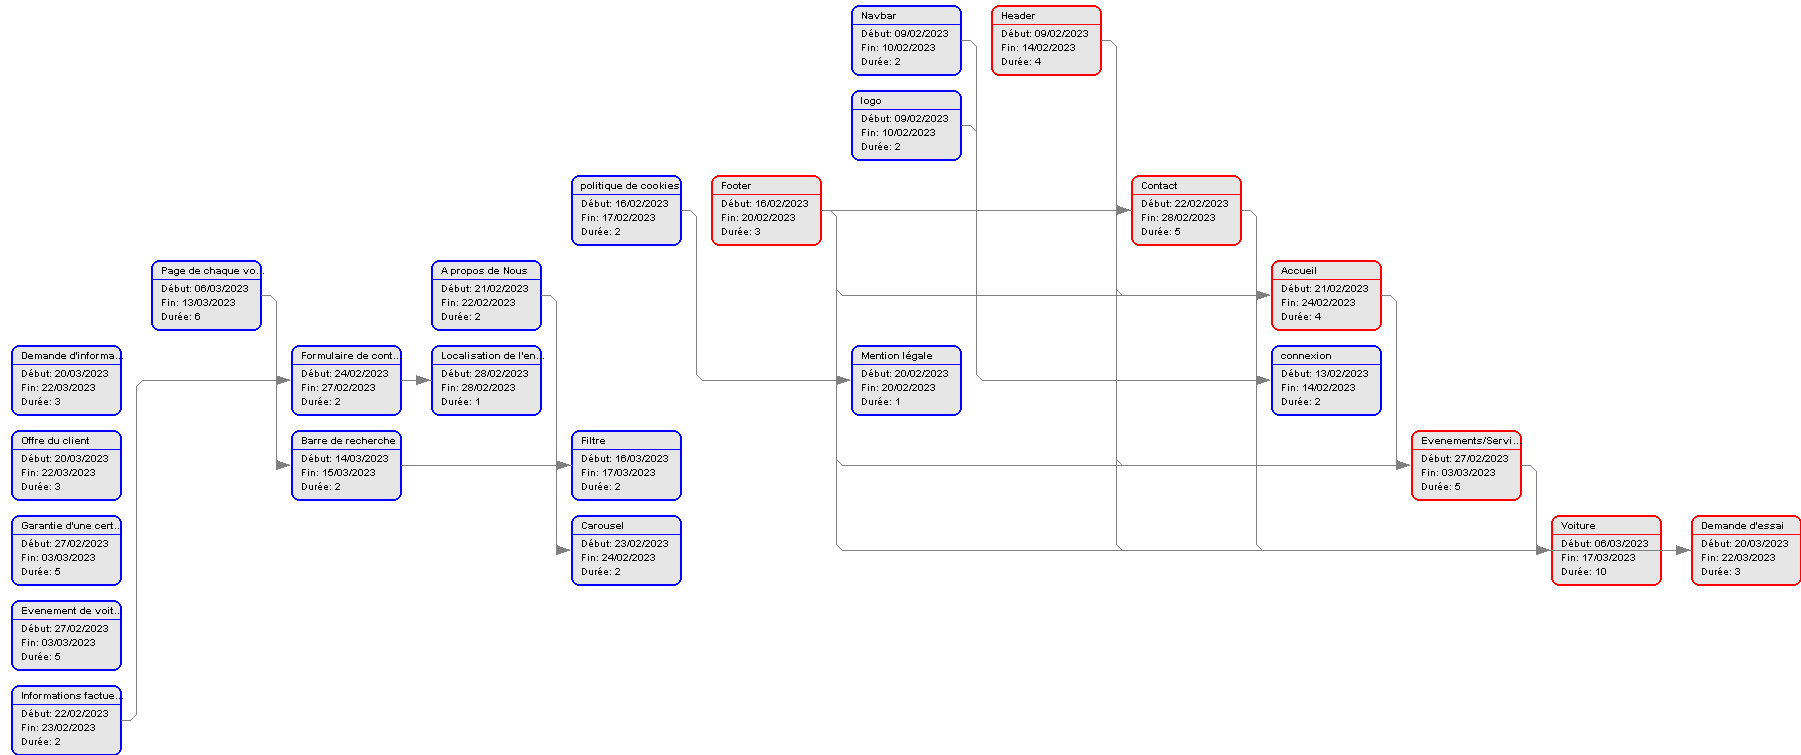 Navbar
Début: 09/02/2023
Fin: 10/02/2023
Durée: 2
Header
Début: 09/02/2023
Fin: 14/02/2023
Durée: 4
logo
Début: 09/02/2023
Fin: 10/02/2023
Durée: 2
politique de cookies
Début: 16/02/2023
Fin: 17/02/2023
Durée: 2
Footer
Début: 16/02/2023
Fin: 20/02/2023
Durée: 3
Contact
Début: 22/02/2023
Fin: 28/02/2023
Durée: 5
Page de chaque vo...
Début: 06/03/2023
Fin: 13/03/2023
Durée: 6
A propos de Nous
Début: 21/02/2023
Fin: 22/02/2023
Durée: 2
Accueil
Début: 21/02/2023
Fin: 24/02/2023
Durée: 4
Demande d'informa...
Début: 20/03/2023
Fin: 22/03/2023
Durée: 3
Formulaire de cont...
Début: 24/02/2023
Fin: 27/02/2023
Durée: 2
Localisation de l'en...
Début: 28/02/2023
Fin: 28/02/2023
Durée: 1
Mention légale
Début: 20/02/2023
Fin: 20/02/2023
Durée: 1
connexion
Début: 13/02/2023
Fin: 14/02/2023
Durée: 2
Offre du client
Début: 20/03/2023
Fin: 22/03/2023
Durée: 3
Barre de recherche
Début: 14/03/2023
Fin: 15/03/2023
Durée: 2
Filtre
Début: 16/03/2023
Fin: 17/03/2023
Durée: 2
Evenements/Servi...
Début: 27/02/2023
Fin: 03/03/2023
Durée: 5
Garantie d'une cert...
Début: 27/02/2023
Fin: 03/03/2023
Durée: 5
Carousel
Début: 23/02/2023
Fin: 24/02/2023
Durée: 2
Voiture
Début: 06/03/2023
Fin: 17/03/2023
Durée: 10
Demande d'essai
Début: 20/03/2023
Fin: 22/03/2023
Durée: 3
Evenement de voit...
Début: 27/02/2023
Fin: 03/03/2023
Durée: 5
Informations factue...
Début: 22/02/2023
Fin: 23/02/2023
Durée: 2